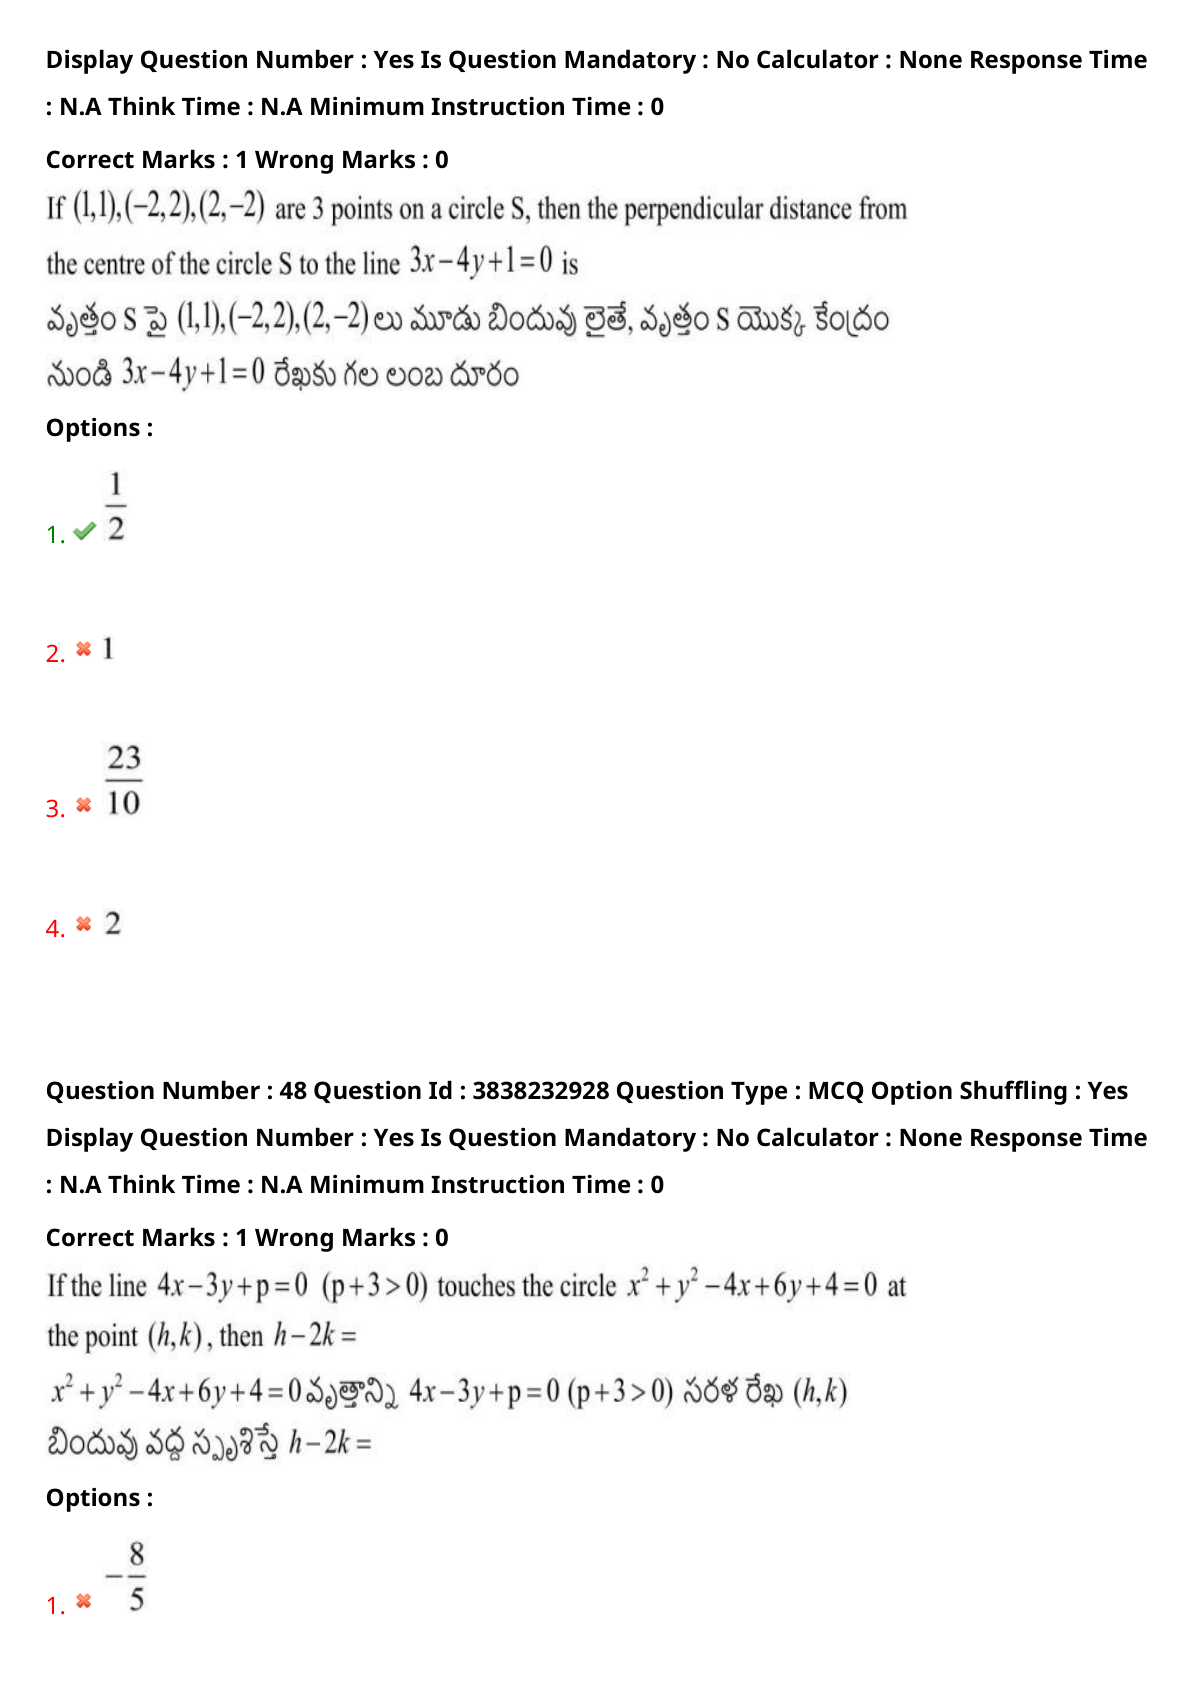 Display Question Number : Yes Is Question Mandatory : No Calculator : None Response Time
: N.A Think Time : N.A Minimum Instruction Time : 0
Correct Marks : 1 Wrong Marks : 0
If (1,1),(−2,2),(2,−2) are 3 points on a circle S, then the perpendicular distance from
the centre of the circle S to the line 3x−4y+1=0 is
వృత్తం S పై (1,1),(−2,2),(2,−2) లు మూడు బిందువు లైతే, వృత్తం S యొక్క కేంద్రం
నుండి 3x−4y+1=0 రేఖకు గల లంబ దూరం
Options :
1. 1/2
2. 1
3. 23/10
4. 2
Question Number : 48 Question Id : 3838232928 Question Type : MCQ Option Shuffling : Yes
Display Question Number : Yes Is Question Mandatory : No Calculator : None Response Time
: N.A Think Time : N.A Minimum Instruction Time : 0
Correct Marks : 1 Wrong Marks : 0
If the line 4x−3y+p=0 (p+3>0) touches the circle x²+y²−4x+6y+4=0 at
the point (h,k), then h−2k=
x²+y²−4x+6y+4=0 వృత్తాన్ని 4x−3y+p=0 (p+3>0) సరళ రేఖ (h,k)
బిందువు వద్ద స్పృశిస్తే h−2k=
Options :
1. −8/5